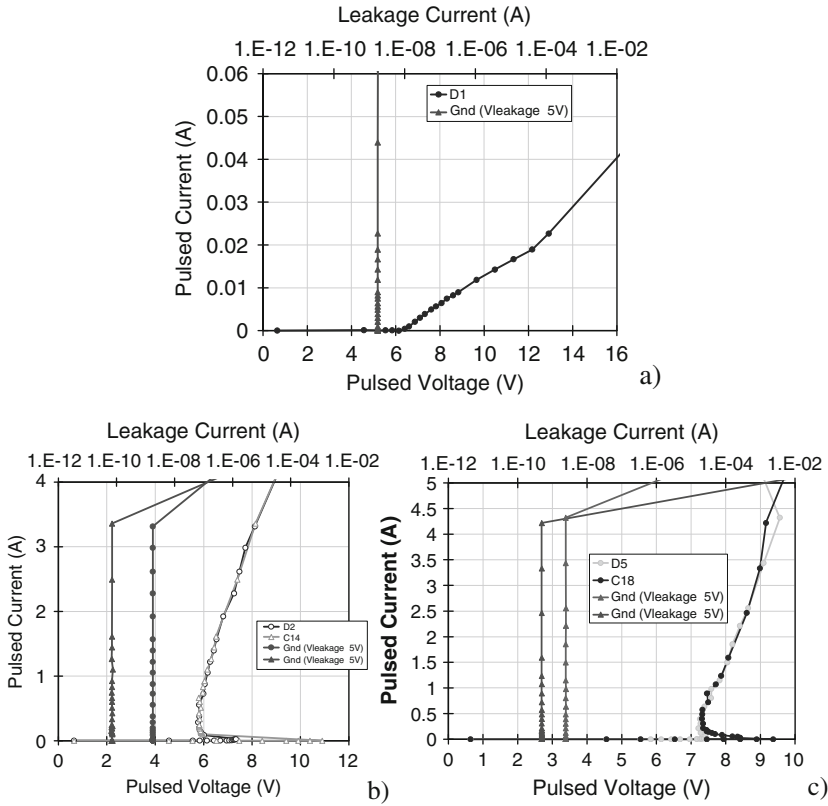 Leakage Current (A)
1.E-12 1.E-10 1.E-08 1.E-06 1.E-04 1.E-02
0.06
0.05
0.04
0.03
0.02
0.01
0
Pulsed Current (A)
D1
Gnd (Vleakage 5V)
0 2 4 6 8 10 12 14 16
Pulsed Voltage (V)
a)
Leakage Current (A)
1.E-12 1.E-10 1.E-08 1.E-06 1.E-04 1.E-02
4
3
2
1
0
Pulsed Current (A)
D2
C14
Gnd (Vleakage 5V)
Gnd (Vleakage 5V)
0 2 4 6 8 10 12
Pulsed Voltage (V)
b)
Leakage Current (A)
1.E-12 1.E-10 1.E-08 1.E-06 1.E-04 1.E-02
5
4.5
4
3.5
3
2.5
2
1.5
1
0.5
0
Pulsed Current (A)
D5
C18
Gnd (Vleakage 5V)
Gnd (Vleakage 5V)
0 1 2 3 4 5 6 7 8 9 10
Pulsed Voltage (V)
c)